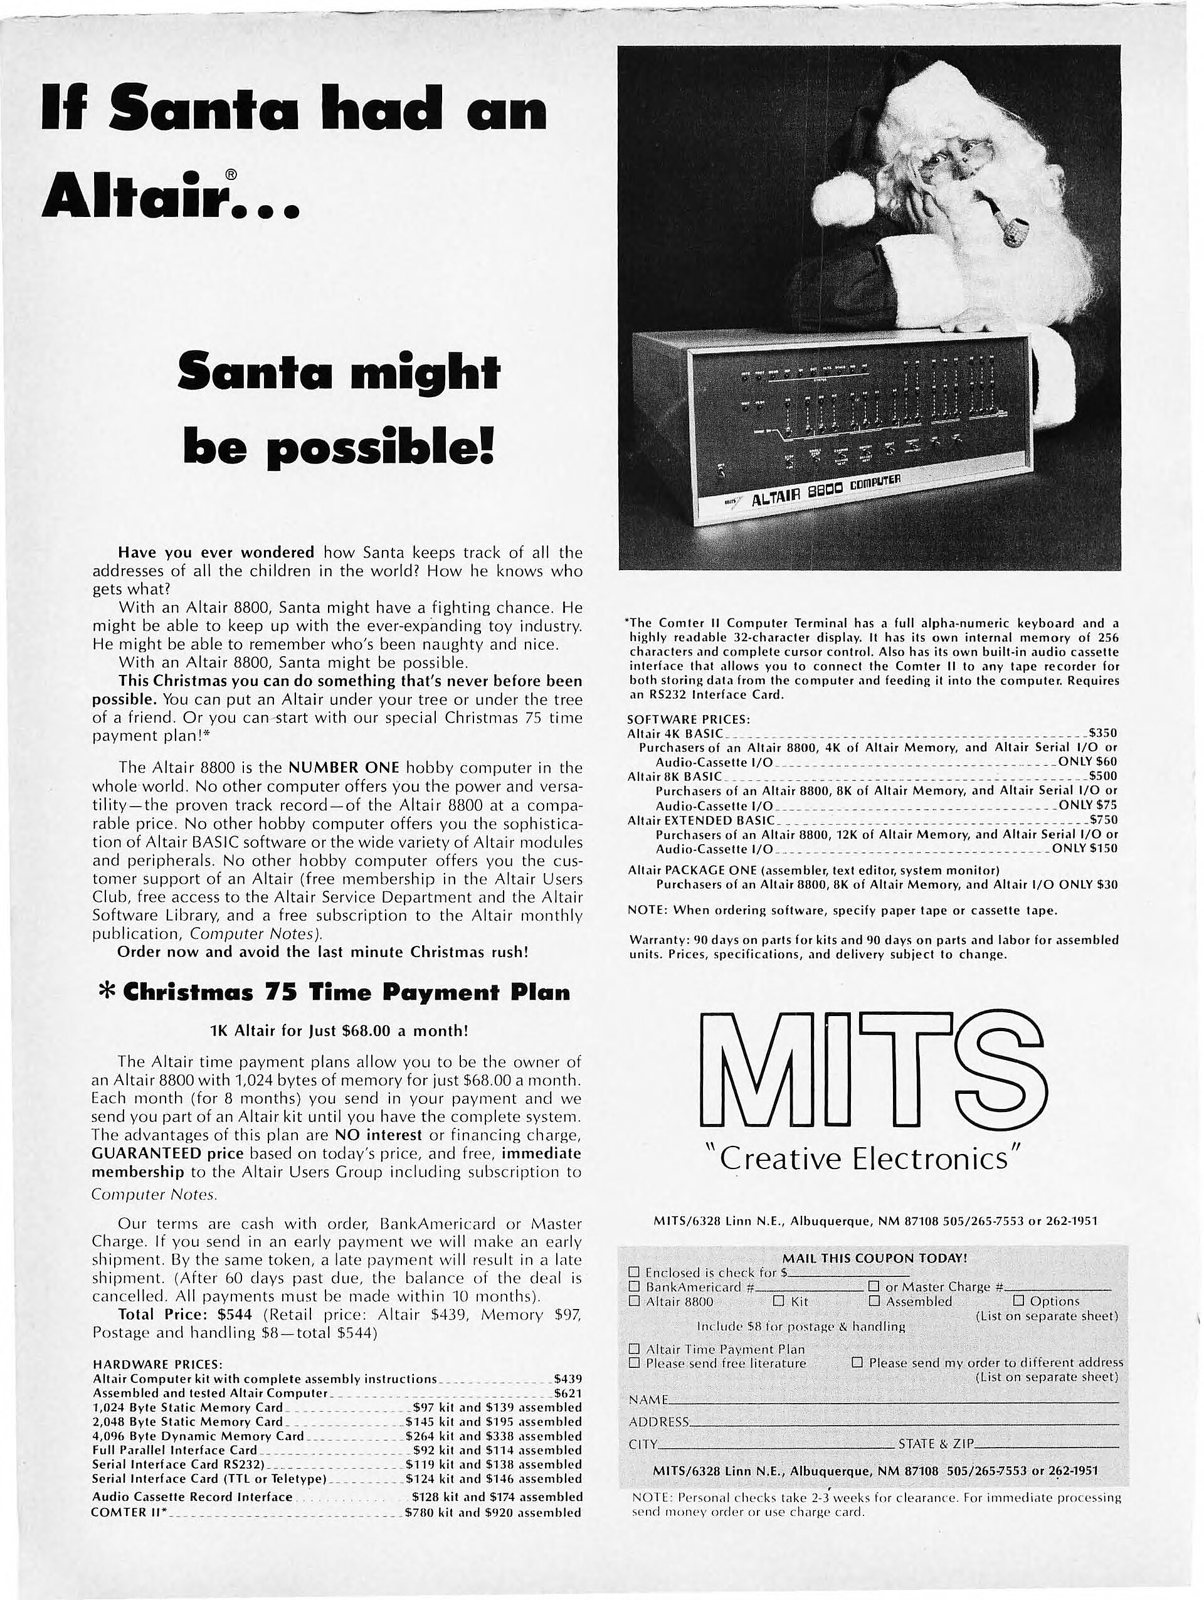 If Santa had an
Altair®...
Santa might
be possible!
Have you ever wondered how Santa keeps track of all the
addresses of all the children in the world? How he knows who
gets what?
With an Altair 8800, Santa might have a fighting chance. He
might be able to keep up with the ever-expanding toy industry.
He might be able to remember who's been naughty and nice.
With an Altair 8800, Santa might be possible.
This Christmas you can do something that's never before been
possible. You can put an Altair under your tree or under the tree
of a friend. Or you can start with our special Christmas 75 time
payment plan!*
The Altair 8800 is the NUMBER ONE hobby computer in the
whole world. No other computer offers you the power and versa-
tility—the proven track record—of the Altair 8800 at a compa-
rable price. No other hobby computer offers you the sophistica-
tion of Altair BASIC software or the wide variety of Altair modules
and peripherals. No other hobby computer offers you the cus-
tomer support of an Altair (free membership in the Altair Users
Club, free access to the Altair Service Department and the Altair
Software Library, and a free subscription to the Altair monthly
publication, Computer Notes).
Order now and avoid the last minute Christmas rush!
* Christmas 75 Time Payment Plan
1K Altair for Just $68.00 a month!
The Altair time payment plans allow you to be the owner of
an Altair 8800 with 1,024 bytes of memory for just $68.00 a month.
Each month (for 8 months) you send in your payment and we
send you part of an Altair kit until you have the complete system.
The advantages of this plan are NO interest or financing charge,
GUARANTEED price based on today's price, and free, immediate
membership to the Altair Users Group including subscription to
Computer Notes.
Our terms are cash with order, BankAmericard or Master
Charge. If you send in an early payment we will make an early
shipment. By the same token, a late payment will result in a late
shipment. (After 60 days past due, the balance of the deal is
cancelled. All payments must be made within 10 months).
Total Price: $544 (Retail price: Altair $439, Memory $97,
Postage and handling $8—total $544)
HARDWARE PRICES:
Altair Computer kit with complete assembly instructions $439
Assembled and tested Altair Computer $621
1,024 Byte Static Memory Card $97 kit and $139 assembled
2,048 Byte Static Memory Card $145 kit and $195 assembled
4,096 Byte Dynamic Memory Card $264 kit and $338 assembled
Full Parallel Interface Card $92 kit and $114 assembled
Serial Interface Card RS232) $119 kit and $138 assembled
Serial Interface Card (TTL or Teletype) $124 kit and $146 assembled
Audio Cassette Record Interface $128 kit and $174 assembled
COMTER II* $780 kit and $920 assembled
mits ALTAIR 8800 COMPUTER
*The Comter II Computer Terminal has a full alpha-numeric keyboard and a
highly readable 32-character display. It has its own internal memory of 256
characters and complete cursor control. Also has its own built-in audio cassette
interface that allows you to connect the Comter II to any tape recorder for
both storing data from the computer and feeding it into the computer. Requires
an RS232 Interface Card.
SOFTWARE PRICES:
Altair 4K BASIC $350
Purchasers of an Altair 8800, 4K of Altair Memory, and Altair Serial I/O or
Audio-Cassette I/O ONLY $60
Altair 8K BASIC $500
Purchasers of an Altair 8800, 8K of Altair Memory, and Altair Serial I/O or
Audio-Cassette I/O ONLY $75
Altair EXTENDED BASIC $750
Purchasers of an Altair 8800, 12K of Altair Memory, and Altair Serial I/O or
Audio-Cassette I/O ONLY $150
Altair PACKAGE ONE (assembler, text editor, system monitor)
Purchasers of an Altair 8800, 8K of Altair Memory, and Altair I/O ONLY $30
NOTE: When ordering software, specify paper tape or cassette tape.
Warranty: 90 days on parts for kits and 90 days on parts and labor for assembled
units. Prices, specifications, and delivery subject to change.
MITS
"Creative Electronics"
MITS/6328 Linn N.E., Albuquerque, NM 87108 505/265-7553 or 262-1951
MAIL THIS COUPON TODAY!
☐ Enclosed is check for $
☐ BankAmericard # ☐ or Master Charge #
☐ Altair 8800 ☐ Kit ☐ Assembled ☐ Options
(List on separate sheet)
Include $8 for postage & handling
☐ Altair Time Payment Plan
☐ Please send free literature ☐ Please send my order to different address
(List on separate sheet)
NAME
ADDRESS
CITY STATE & ZIP
MITS/6328 Linn N.E., Albuquerque, NM 87108 505/265-7553 or 262-1951
NOTE: Personal checks take 2-3 weeks for clearance. For immediate processing
send money order or use charge card.